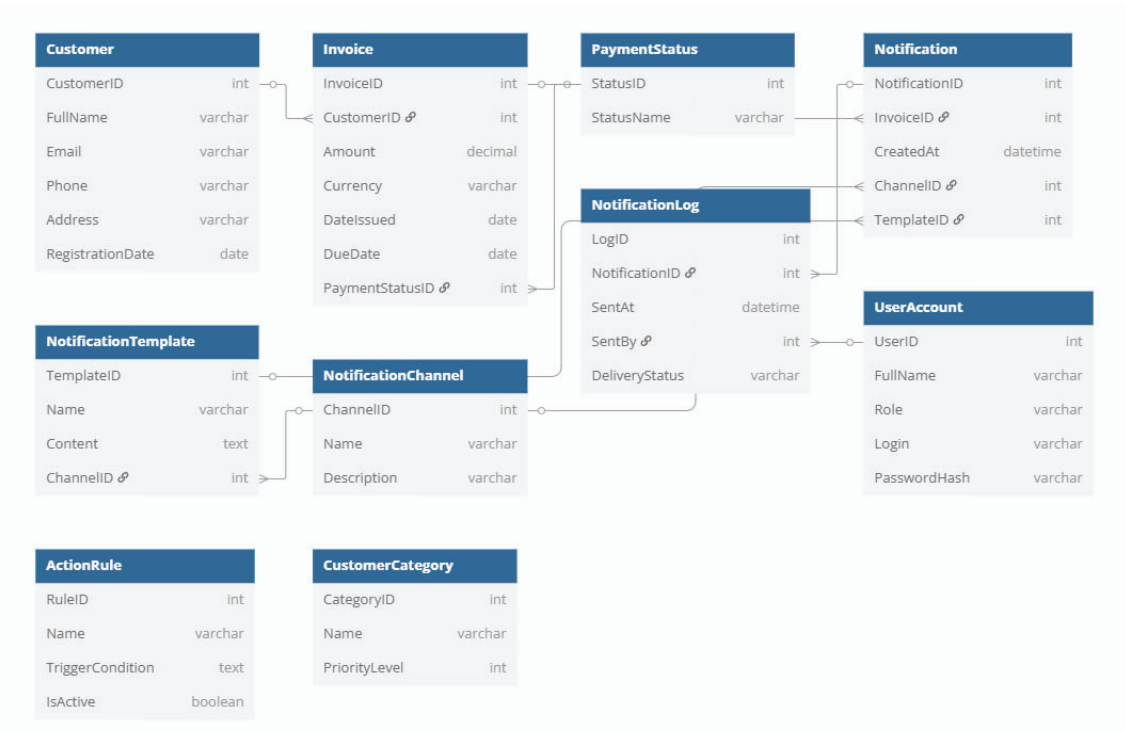 Customer
CustomerID int
FullName varchar
Email varchar
Phone varchar
Address varchar
RegistrationDate date
Invoice
InvoiceID int
CustomerID int
Amount decimal
Currency varchar
DateIssued date
DueDate date
PaymentStatusID int
PaymentStatus
StatusID int
StatusName varchar
Notification
NotificationID int
InvoiceID int
CreatedAt datetime
ChannelID int
TemplateID int
NotificationLog
LogID int
NotificationID int
SentAt datetime
SentBy int
DeliveryStatus varchar
UserAccount
UserID int
FullName varchar
Role varchar
Login varchar
PasswordHash varchar
NotificationTemplate
TemplateID int
Name varchar
Content text
ChannelID int
NotificationChannel
ChannelID int
Name varchar
Description varchar
ActionRule
RuleID int
Name varchar
TriggerCondition text
IsActive boolean
CustomerCategory
CategoryID int
Name varchar
PriorityLevel int